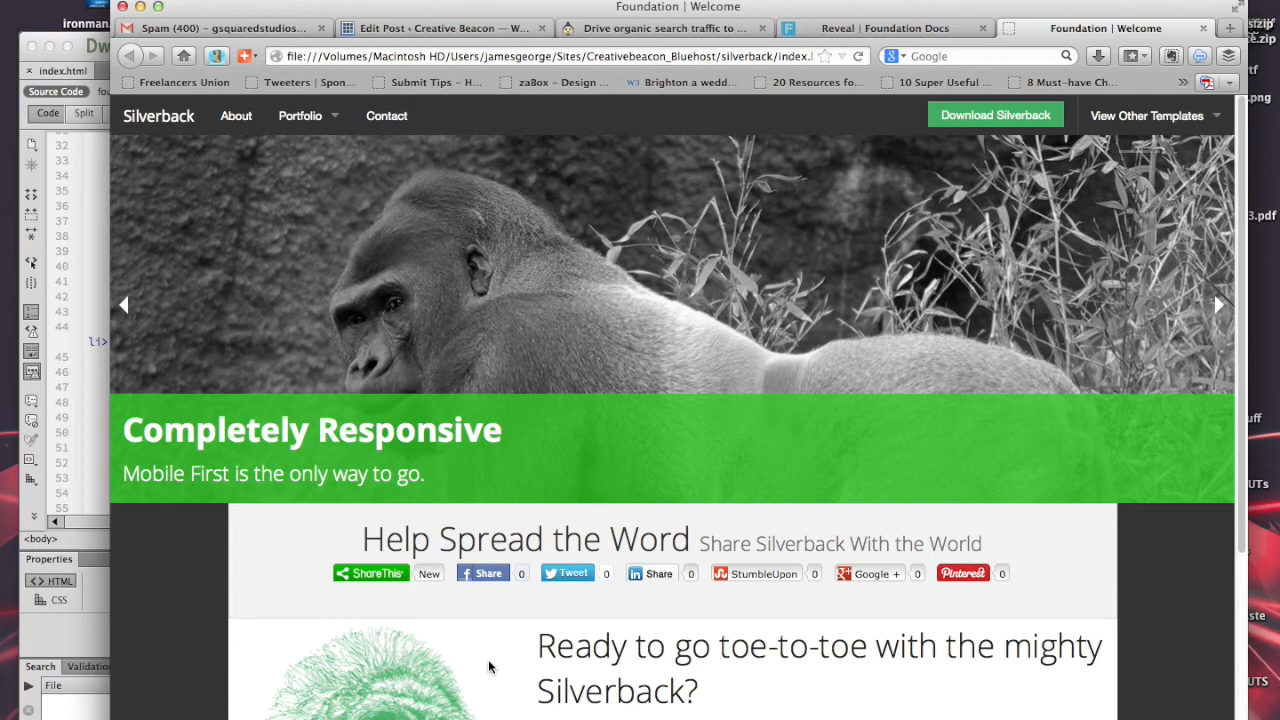 ironman.
Dw
Foundation | Welcome
Spam (400) – gsquaredstudios...
Edit Post ‹ Creative Beacon — W...
Drive organic search traffic to ...
Reveal | Foundation Docs
Foundation | Welcome
index.html
file:///Volumes/Macintosh HD/Users/jamesgeorge/Sites/Creativebeacon_Bluehost/silverback/index.l
Google
Source Code
Freelancers Union
Tweeters | Spon...
Submit Tips – H...
zaBox – Design ...
Brighton a wedd...
20 Resources fo...
10 Super Useful ...
8 Must-have Ch...
Code
Split
Silverback
About
Portfolio
Contact
Download Silverback
View Other Templates
32
33
34
35
36
37
38
39
40
41
42
43
44
li>
45
46
47
48
49
50
51
52
53
54
55
Completely Responsive
Mobile First is the only way to go.
Help Spread the Word Share Silverback With the World
ShareThis New Share 0 Tweet 0 Share 0 StumbleUpon 0 Google + 0 Pinterest 0
<body>
Properties
HTML
CSS
Search
Validation
File
Ready to go toe-to-toe with the mighty
Silverback?
.png
3.pdf